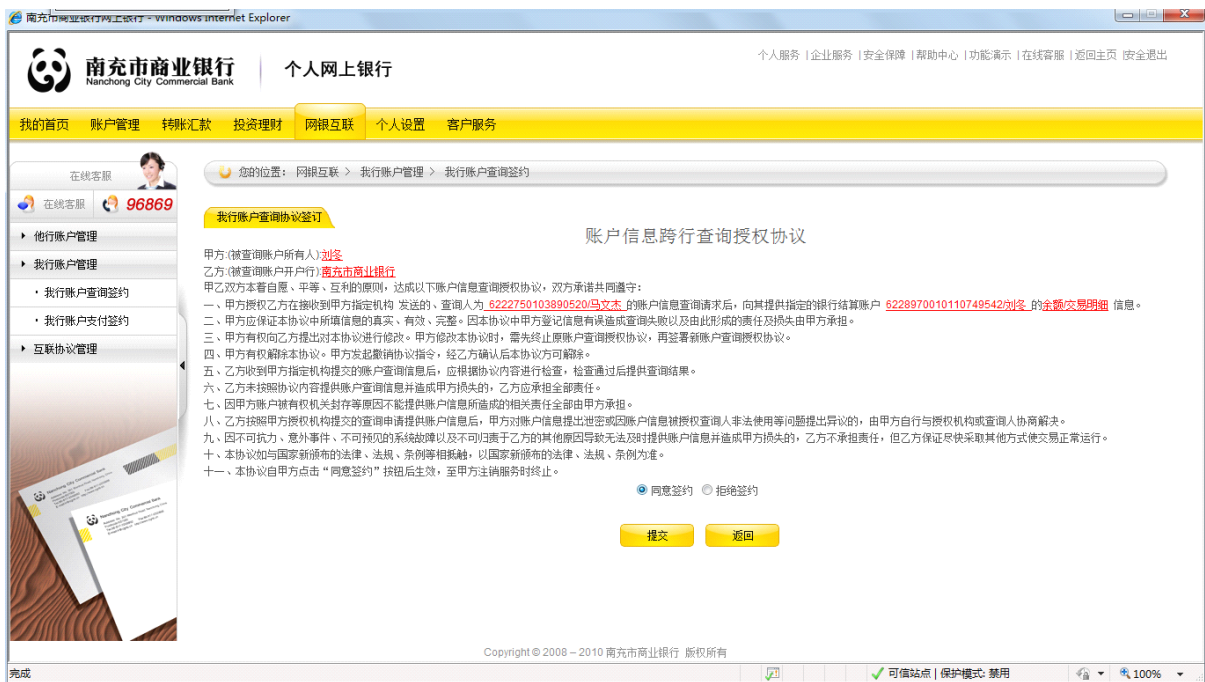 南充市商业银行网上银行 - Windows Internet Explorer
南充市商业银行
Nanchong City Commercial Bank
个人网上银行
个人服务 | 企业服务 | 安全保障 | 帮助中心 | 功能演示 | 在线客服 | 返回主页 | 安全退出
我的首页 账户管理 转账汇款 投资理财 网银互联 个人设置 客户服务
在线客服
在线客服 96869
他行账户管理
我行账户管理
· 我行账户查询签约
· 我行账户支付签约
互联协议管理
您的位置: 网银互联 > 我行账户管理 > 我行账户查询签约
我行账户查询协议签订
账户信息跨行查询授权协议
甲方:(被查询账户所有人):刘冬
乙方:(被查询账户开户行):南充市商业银行
甲乙双方本着自愿、平等、互利的原则,达成以下账户信息查询授权协议,双方承诺共同遵守:
一、甲方授权乙方在接收到甲方指定机构 发送的、查询人为 6222750103890520/马文杰 的账户信息查询请求后,向其提供指定的银行结算账户 6228970010110749542/刘冬 的余额/交易明细 信息。
二、甲方应保证本协议中所填信息的真实、有效、完整。因本协议中甲方登记信息有误造成查询失败以及由此形成的责任及损失由甲方承担。
三、甲方有权向乙方提出对本协议进行修改。甲方修改本协议时,需先终止原账户查询授权协议,再签署新账户查询授权协议。
四、甲方有权解除本协议。甲方发起撤销协议指令,经乙方确认后本协议方可解除。
五、乙方收到甲方指定机构提交的账户查询信息后,应根据协议内容进行检查,检查通过后提供查询结果。
六、乙方未按照协议内容提供账户查询信息并造成甲方损失的,乙方应承担全部责任。
七、因甲方账户被有权机关封存等原因不能提供账户信息所造成的相关责任全部由甲方承担。
八、乙方按照甲方授权机构提交的查询申请提供账户信息后,甲方对账户信息提出泄密或因账户信息被授权查询人非法使用等问题提出异议的,由甲方自行与授权机构或查询人协商解决。
九、因不可抗力、意外事件、不可预见的系统故障以及不可归责于乙方的其他原因导致无法及时提供账户信息并造成甲方损失的,乙方不承担责任,但乙方保证尽快采取其他方式使交易正常运行。
十、本协议如与国家新颁布的法律、法规、条例等相抵触,以国家新颁布的法律、法规、条例为准。
十一、本协议自甲方点击“同意签约”按钮后生效,至甲方注销服务时终止。
同意签约 拒绝签约
提交 返回
Nanchong City Commercial Bank
Nanchong City Commercial Bank
Copyright © 2008 – 2010 南充市商业银行 版权所有
完成 可信站点 | 保护模式: 禁用 100%